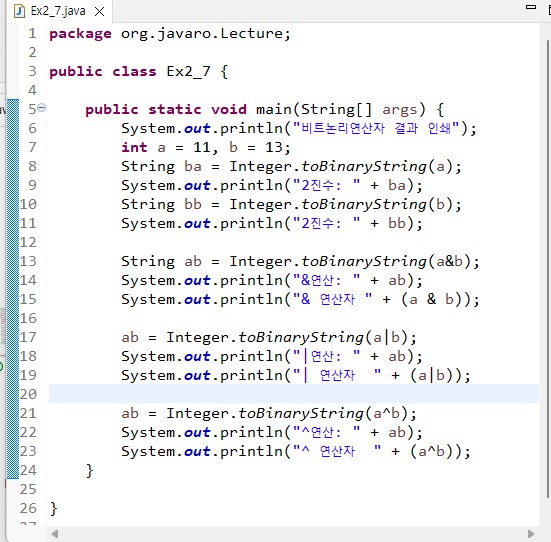 Ex2_7.java
1 package org.javaro.Lecture;
2
3 public class Ex2_7 {
4
5 public static void main(String[] args) {
6 System.out.println("비트논리연산자 결과 인쇄");
7 int a = 11, b = 13;
8 String ba = Integer.toBinaryString(a);
9 System.out.println("2진수: " + ba);
10 String bb = Integer.toBinaryString(b);
11 System.out.println("2진수: " + bb);
12
13 String ab = Integer.toBinaryString(a&b);
14 System.out.println("&연산: " + ab);
15 System.out.println("& 연산자 " + (a & b));
16
17 ab = Integer.toBinaryString(a|b);
18 System.out.println("|연산: " + ab);
19 System.out.println("| 연산자  " + (a|b));
20
21 ab = Integer.toBinaryString(a^b);
22 System.out.println("^연산: " + ab);
23 System.out.println("^ 연산자  " + (a^b));
24 }
25
26 }
27